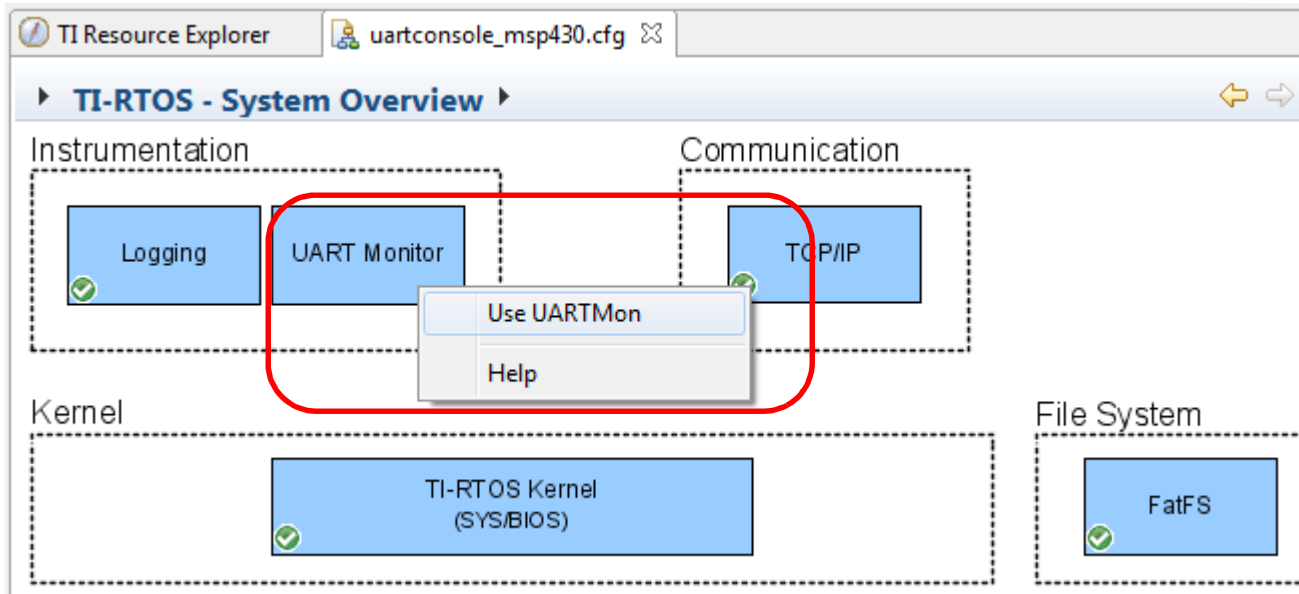 TI Resource Explorer
uartconsole_msp430.cfg
TI-RTOS - System Overview
Instrumentation
Communication
Logging
UART Monitor
TCP/IP
Use UARTMon
Help
Kernel
File System
TI-RTOS Kernel
(SYS/BIOS)
FatFS